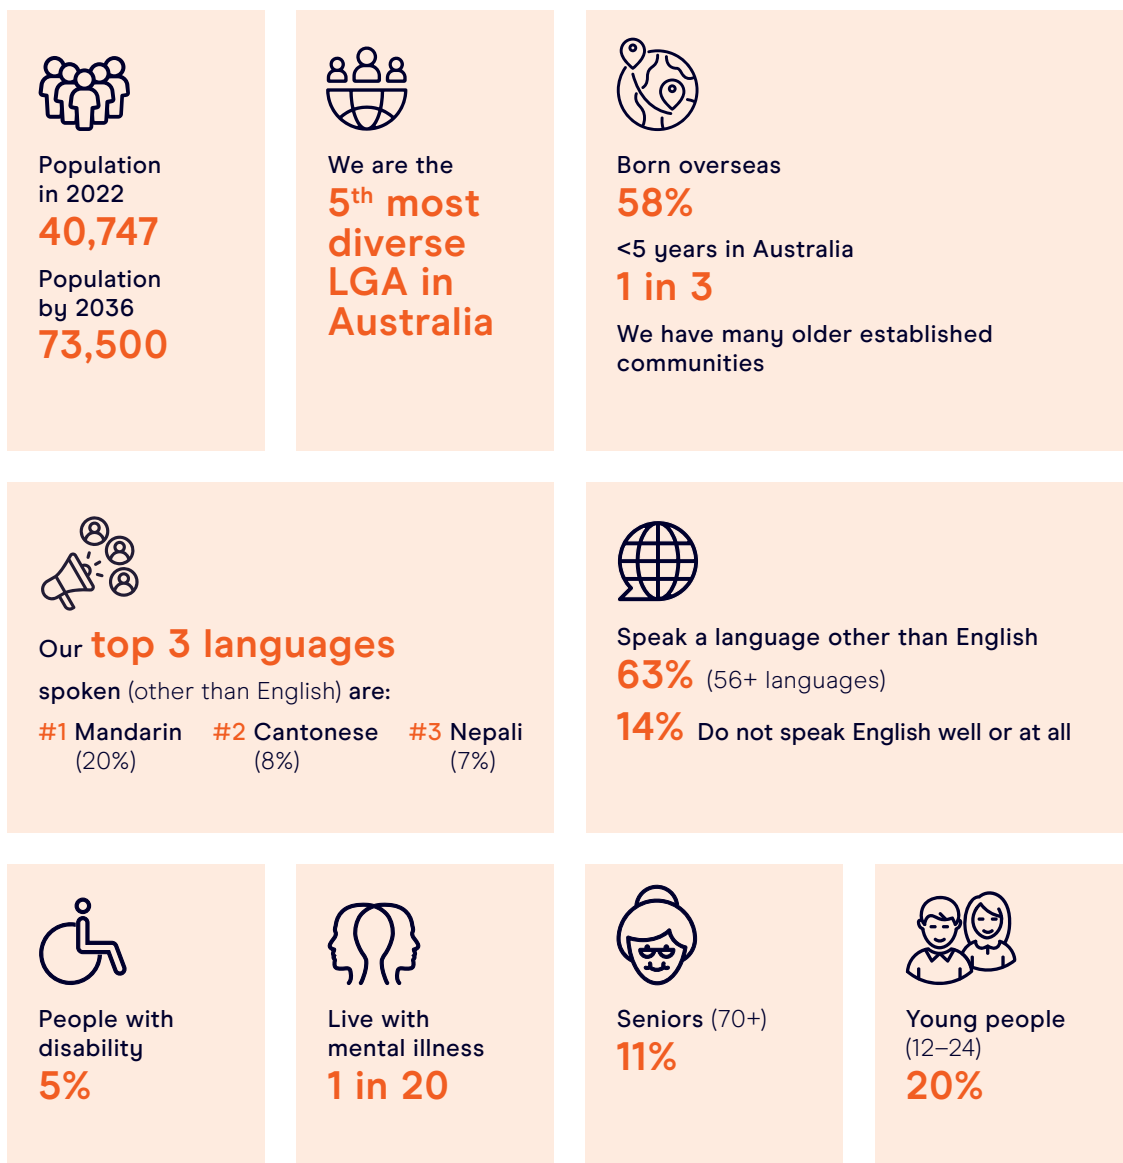 Population
in 2022
40,747
Population
by 2036
73,500
We are the
5th most
diverse
LGA in
Australia
Born overseas
58%
<5 years in Australia
1 in 3
We have many older established
communities
Our top 3 languages
spoken (other than English) are:
#1 Mandarin #2 Cantonese #3 Nepali
(20%) (8%) (7%)
Speak a language other than English
63% (56+ languages)
14% Do not speak English well or at all
People with
disability
5%
Live with
mental illness
1 in 20
Seniors (70+)
11%
Young people
(12–24)
20%